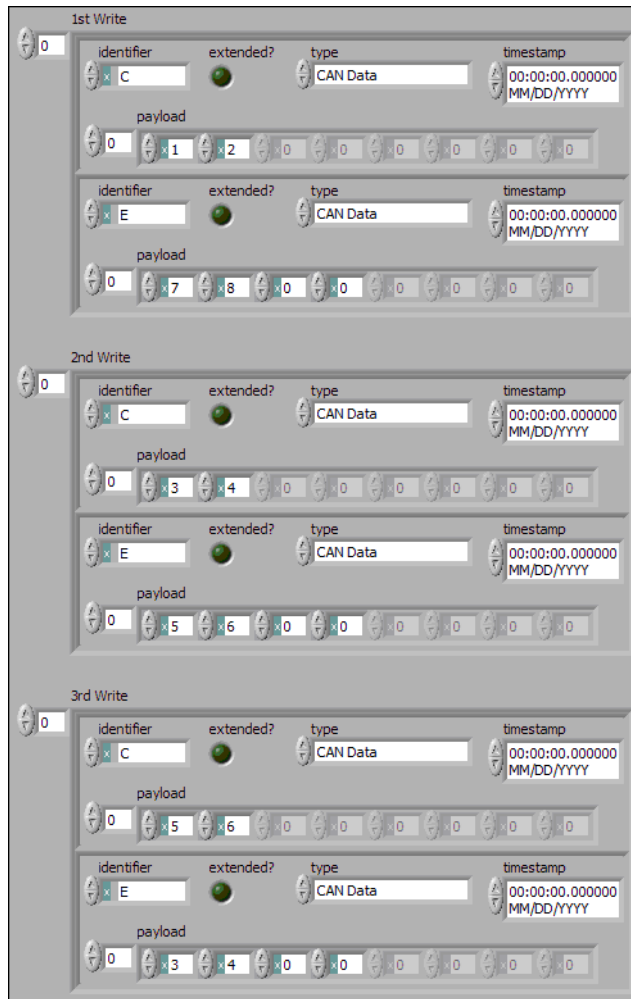 1st Write
0
identifier extended? type timestamp
x C CAN Data 00:00:00.000000
MM/DD/YYYY
payload
0 x 1 x 2 x 0 x 0 x 0 x 0 x 0 x 0
identifier extended? type timestamp
x E CAN Data 00:00:00.000000
MM/DD/YYYY
payload
0 x 7 x 8 x 0 x 0 x 0 x 0 x 0 x 0
2nd Write
0
identifier extended? type timestamp
x C CAN Data 00:00:00.000000
MM/DD/YYYY
payload
0 x 3 x 4 x 0 x 0 x 0 x 0 x 0 x 0
identifier extended? type timestamp
x E CAN Data 00:00:00.000000
MM/DD/YYYY
payload
0 x 5 x 6 x 0 x 0 x 0 x 0 x 0 x 0
3rd Write
0
identifier extended? type timestamp
x C CAN Data 00:00:00.000000
MM/DD/YYYY
payload
0 x 5 x 6 x 0 x 0 x 0 x 0 x 0 x 0
identifier extended? type timestamp
x E CAN Data 00:00:00.000000
MM/DD/YYYY
payload
0 x 3 x 4 x 0 x 0 x 0 x 0 x 0 x 0